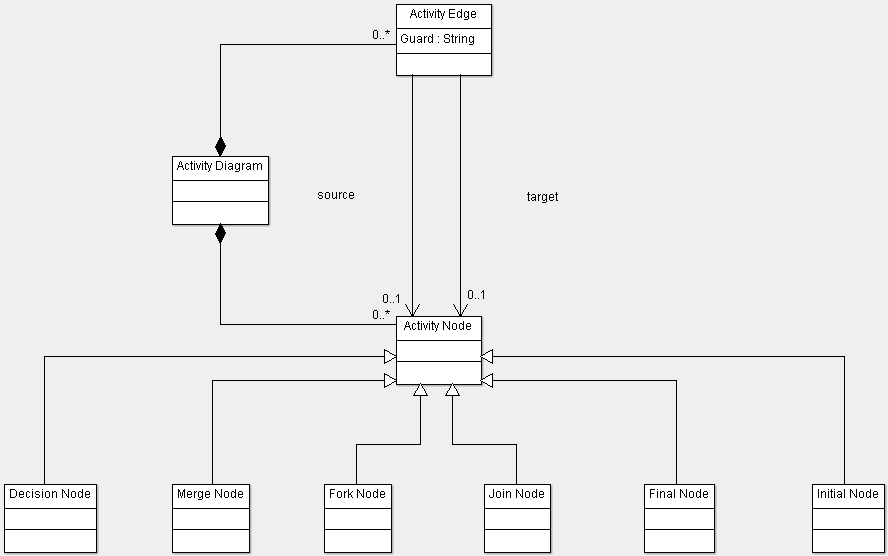 Activity Edge
0..*
Guard : String
Activity Diagram
source
target
0..1
0..1
0..*
Activity Node
Decision Node
Merge Node
Fork Node
Join Node
Final Node
Initial Node